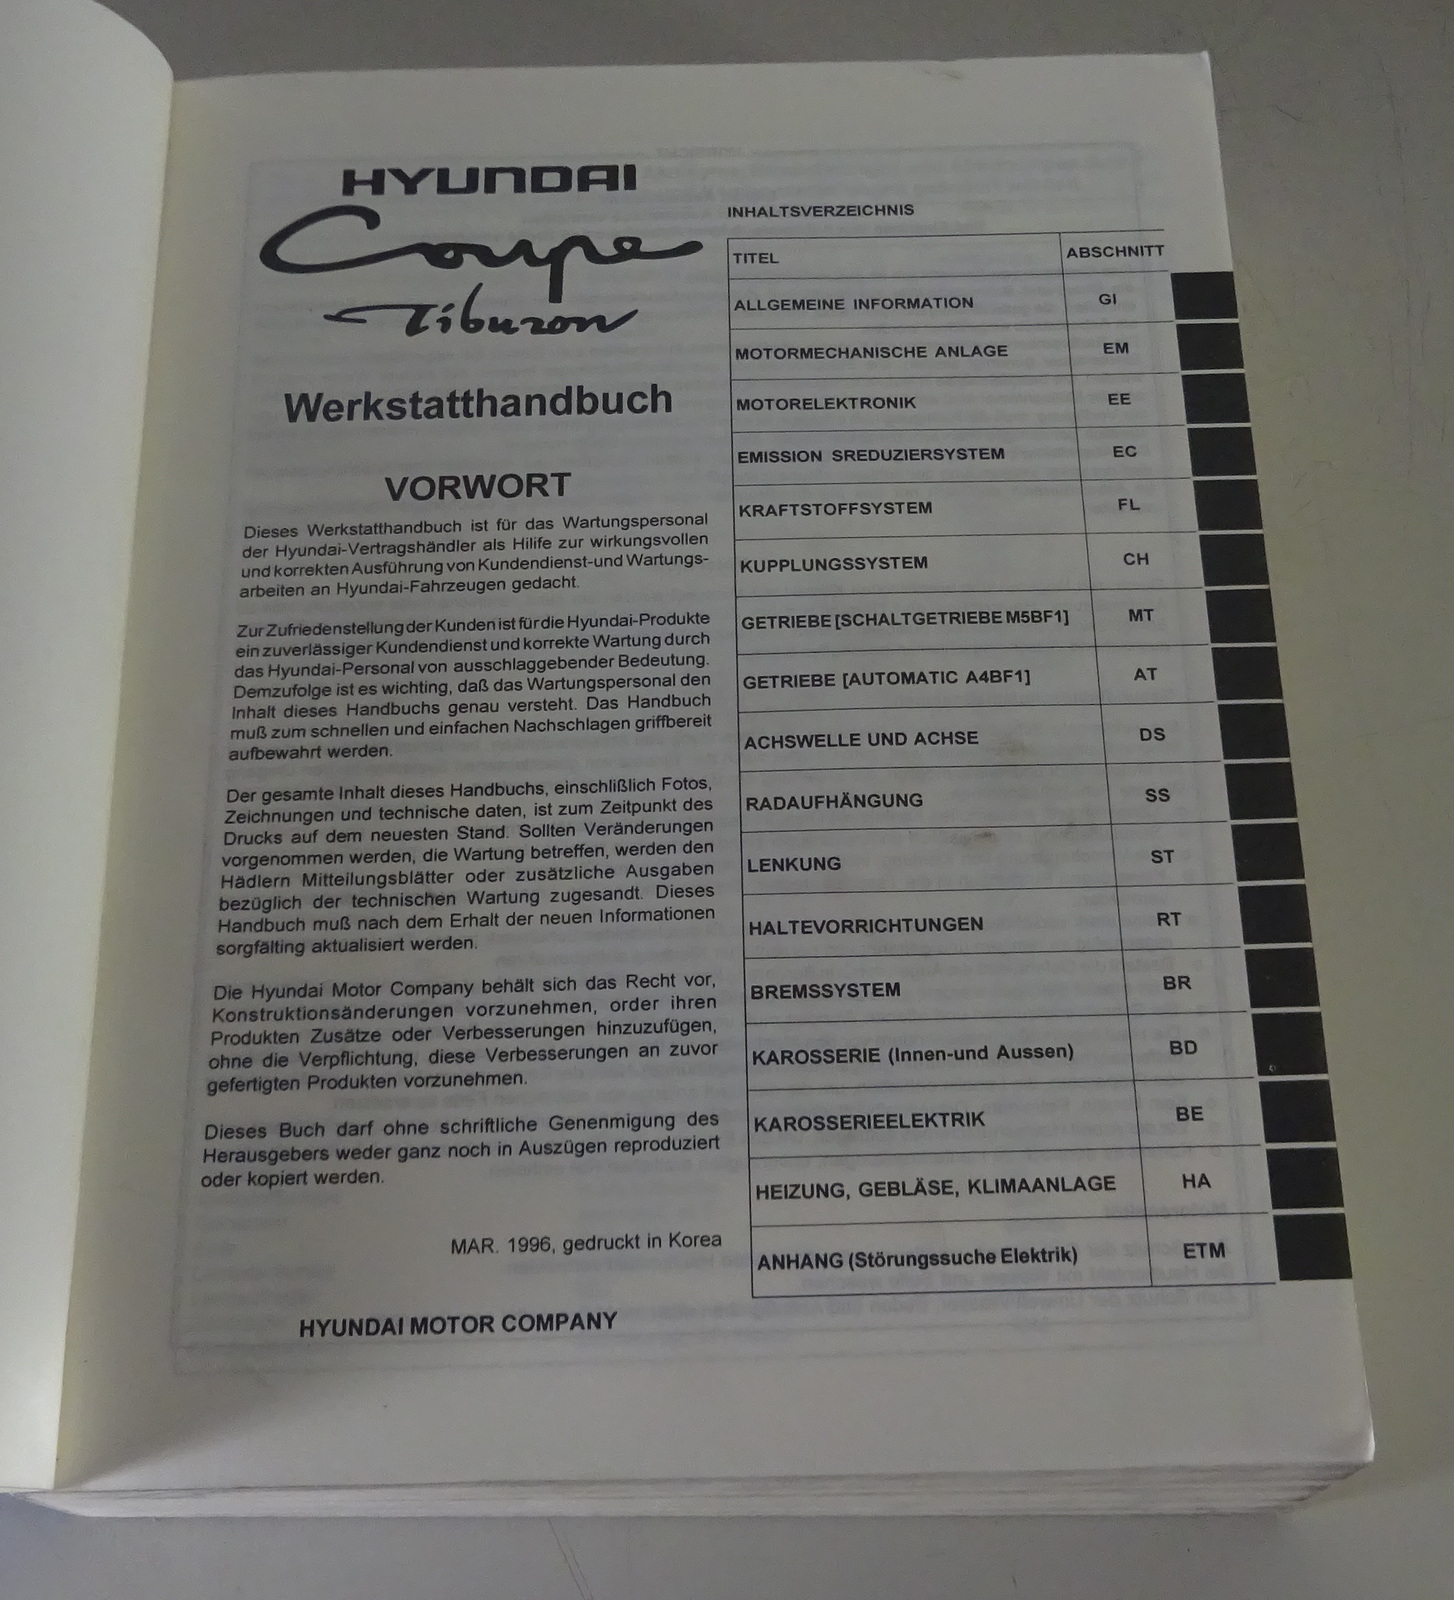 HYUNDAI
Coupe
Tiburon
Werkstatthandbuch
VORWORT
Dieses Werkstatthandbuch ist für das Wartungspersonal
der Hyundai-Vertragshändler als Hilife zur wirkungsvollen
und korrekten Ausführung von Kundendienst-und Wartungs-
arbeiten an Hyundai-Fahrzeugen gedacht.
Zur Zufriedenstellung der Kunden ist für die Hyundai-Produkte
ein zuverlässiger Kundendienst und korrekte Wartung durch
das Hyundai-Personal von ausschlaggebender Bedeutung.
Demzufolge ist es wichting, daß das Wartungspersonal den
Inhalt dieses Handbuchs genau versteht. Das Handbuch
muß zum schnellen und einfachen Nachschlagen griffbereit
aufbewahrt werden.
Der gesamte Inhalt dieses Handbuchs, einschlißlich Fotos,
Zeichnungen und technische daten, ist zum Zeitpunkt des
Drucks auf dem neuesten Stand. Sollten Veränderungen
vorgenommen werden, die Wartung betreffen, werden den
Hädlern Mitteilungsblätter oder zusätzliche Ausgaben
bezüglich der technischen Wartung zugesandt. Dieses
Handbuch muß nach dem Erhalt der neuen Informationen
sorgfälting aktualisiert werden.
Die Hyundai Motor Company behält sich das Recht vor,
Konstruktionsänderungen vorzunehmen, order ihren
Produkten Zusätze oder Verbesserungen hinzuzufügen,
ohne die Verpflichtung, diese Verbesserungen an zuvor
gefertigten Produkten vorzunehmen.
Dieses Buch darf ohne schriftliche Genenmigung des
Herausgebers weder ganz noch in Auszügen reproduziert
oder kopiert werden.
MAR. 1996, gedruckt in Korea
HYUNDAI MOTOR COMPANY
INHALTSVERZEICHNIS
TITEL ABSCHNITT
ALLGEMEINE INFORMATION GI
MOTORMECHANISCHE ANLAGE EM
MOTORELEKTRONIK EE
EMISSION SREDUZIERSYSTEM EC
KRAFTSTOFFSYSTEM FL
KUPPLUNGSSYSTEM CH
GETRIEBE [SCHALTGETRIEBE M5BF1] MT
GETRIEBE [AUTOMATIC A4BF1] AT
ACHSWELLE UND ACHSE DS
RADAUFHÄNGUNG SS
LENKUNG ST
HALTEVORRICHTUNGEN RT
BREMSSYSTEM BR
KAROSSERIE (Innen-und Aussen) BD
KAROSSERIEELEKTRIK BE
HEIZUNG, GEBLÄSE, KLIMAANLAGE HA
ANHANG (Störungssuche Elektrik) ETM